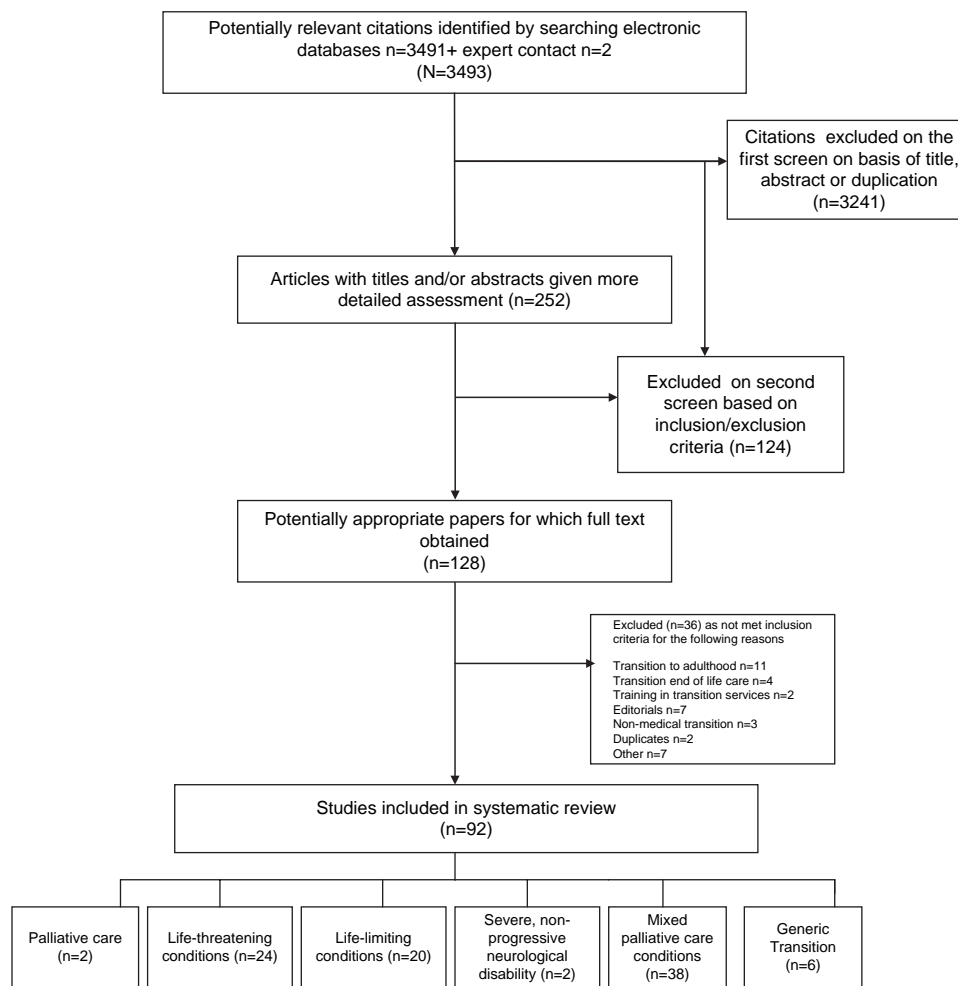 Potentially relevant citations identified by searching electronic
databases n=3491+ expert contact n=2
(N=3493)
Citations excluded on the
first screen on basis of title,
abstract or duplication
(n=3241)
Articles with titles and/or abstracts given more
detailed assessment (n=252)
Excluded on second
screen based on
inclusion/exclusion
criteria (n=124)
Potentially appropriate papers for which full text
obtained
(n=128)
Excluded (n=36) as not met inclusion
criteria for the following reasons
Transition to adulthood n=11
Transition end of life care n=4
Training in transition services n=2
Editorials n=7
Non-medical transition n=3
Duplicates n=2
Other n=7
Studies included in systematic review
(n=92)
Palliative care
(n=2)
Life-threatening
conditions (n=24)
Life-limiting
conditions (n=20)
Severe, non-
progressive
neurological
disability (n=2)
Mixed
palliative care
conditions
(n=38)
Generic
Transition
(n=6)